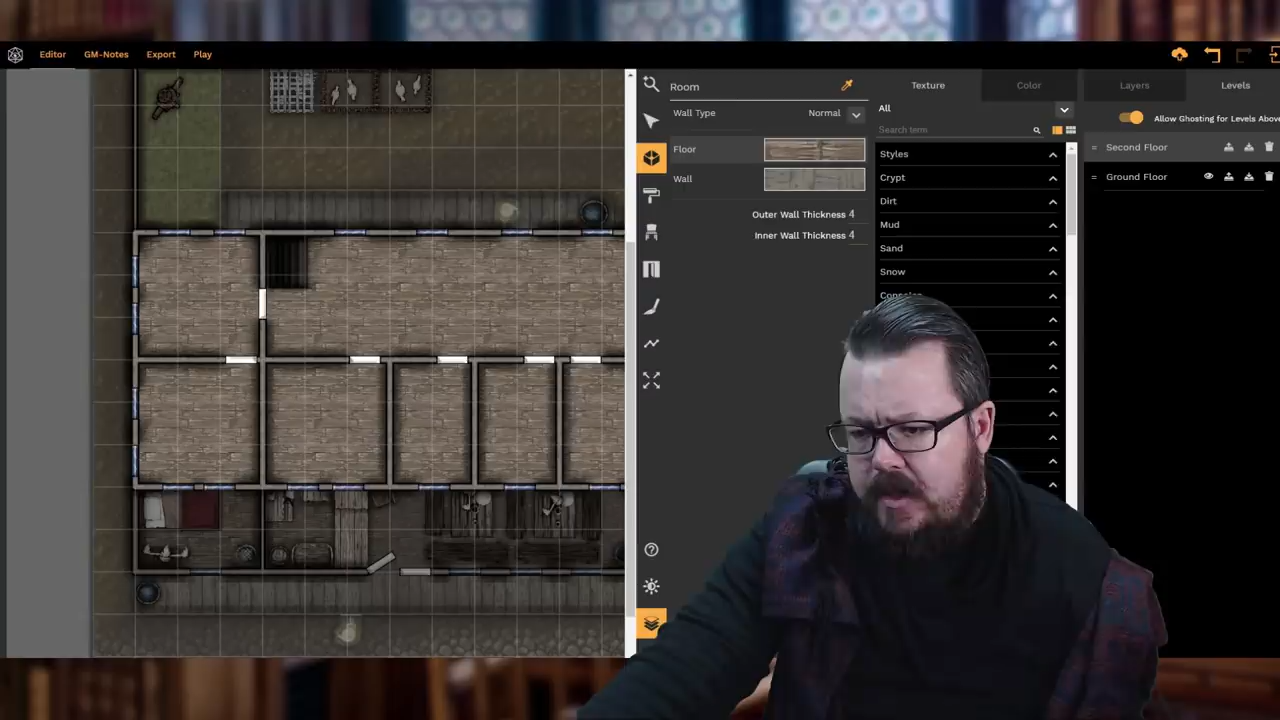 Editor GM-Notes Export Play
Room
Wall Type Normal
Floor
Wall
Outer Wall Thickness 4
Inner Wall Thickness 4
Texture Color
All
Search term
Styles
Crypt
Dirt
Mud
Sand
Snow
Layers Levels
Allow Ghosting for Levels Above
= Second Floor
= Ground Floor